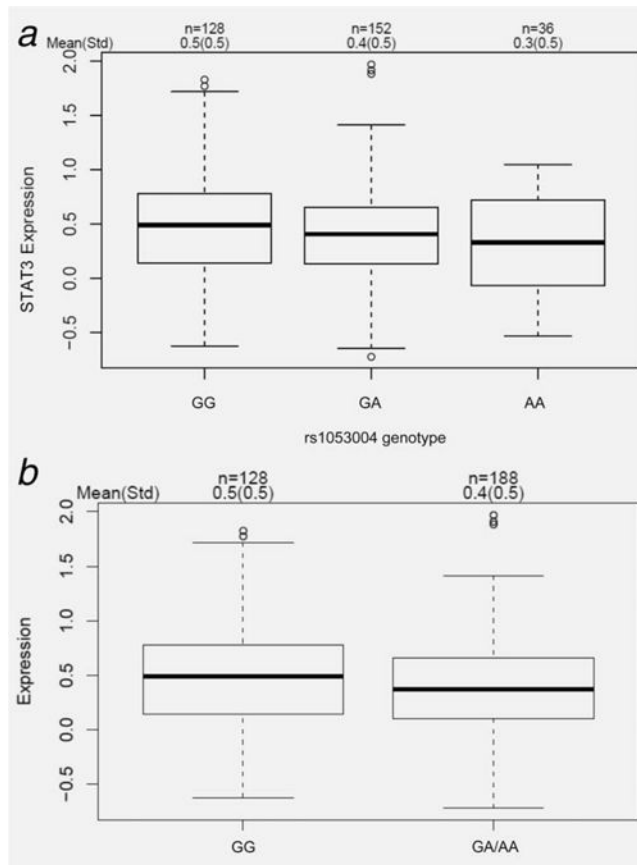 a
n=128 n=152 n=36
Mean(Std) 0.5(0.5) 0.4(0.5) 0.3(0.5)
STAT3 Expression
2.0
1.5
1.0
0.5
0.0
−0.5
GG GA AA
rs1053004 genotype
b
n=128 n=188
Mean(Std) 0.5(0.5) 0.4(0.5)
Expression
2.0
1.5
1.0
0.5
0.0
−0.5
GG GA/AA